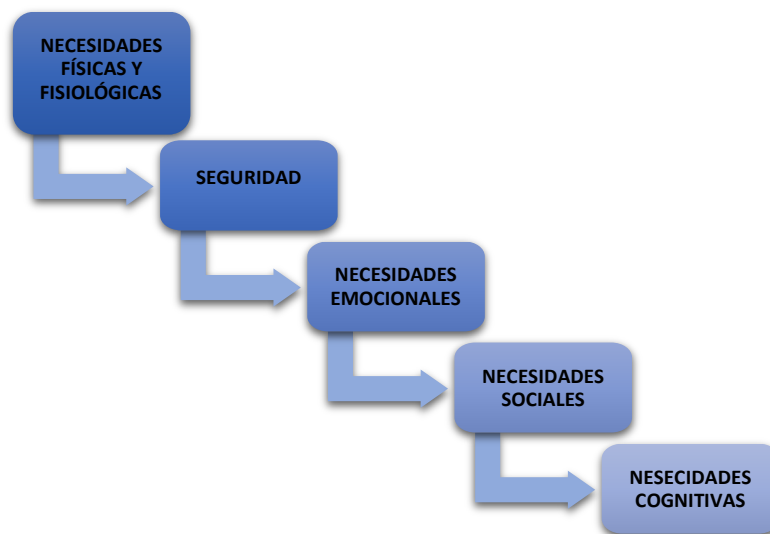 NECESIDADES
FÍSICAS Y
FISIOLÓGICAS
SEGURIDAD
NECESIDADES
EMOCIONALES
NECESIDADES
SOCIALES
NESECIDADES
COGNITIVAS